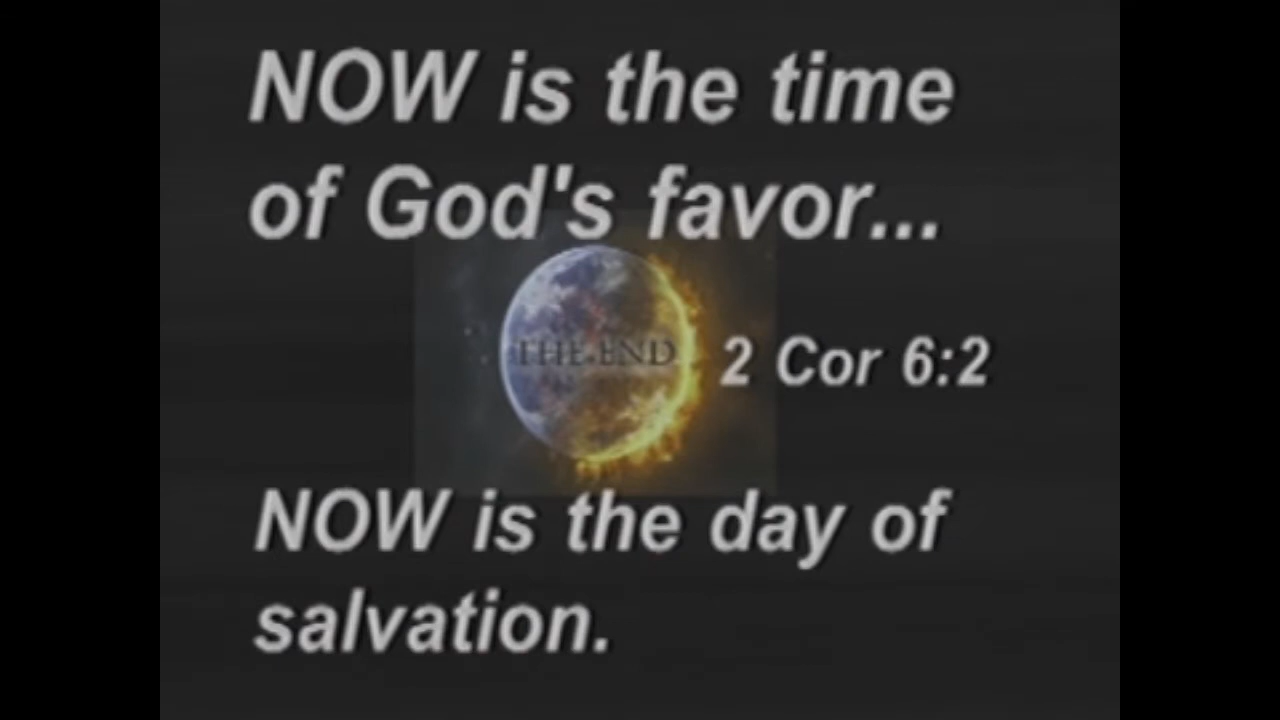 NOW is the time
of God's favor...
THE END
2 Cor 6:2
NOW is the day of
salvation.